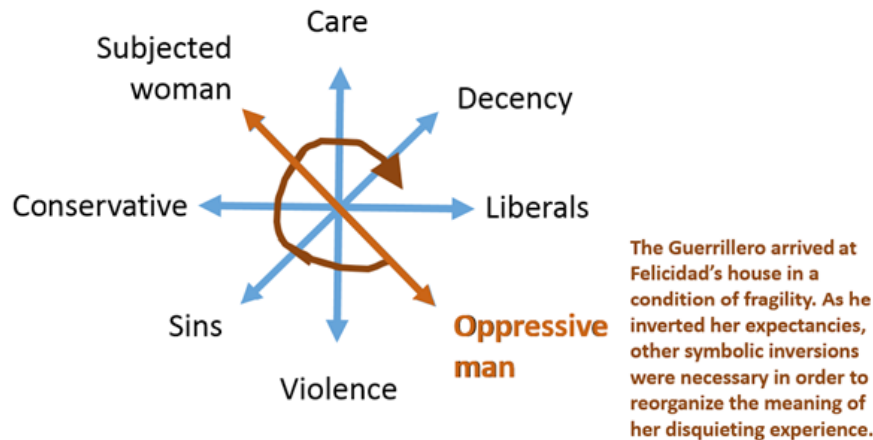 Care
Subjected
woman
Decency
Conservative
Liberals
Sins
Oppressive
man
Violence
The Guerrillero arrived at
Felicidad's house in a
condition of fragility. As he
inverted her expectancies,
other symbolic inversions
were necessary in order to
reorganize the meaning of
her disquieting experience.